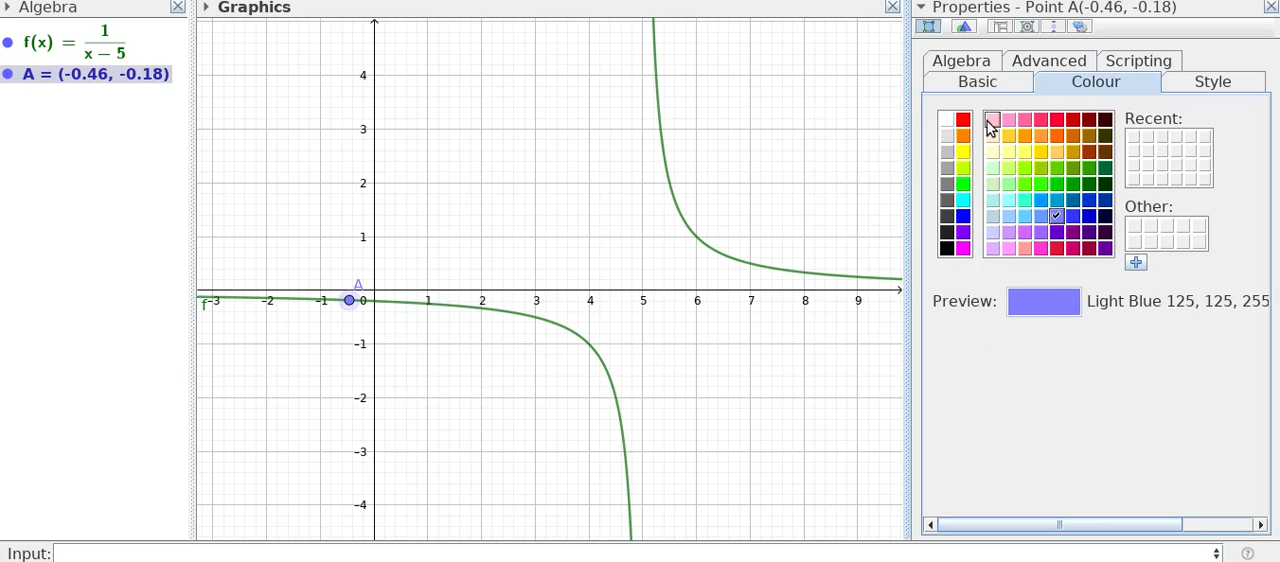 Algebra
f(x) = 1 / (x − 5)
A = (-0.46, -0.18)
Graphics
4
3
2
1
A
-3 -2 -1 0 1 2 3 4 5 6 7 8 9
f
-1
-2
-3
-4
Properties - Point A(-0.46, -0.18)
Algebra Advanced Scripting
Basic Colour Style
Recent:
Other:
Preview: Light Blue 125, 125, 255
Input: